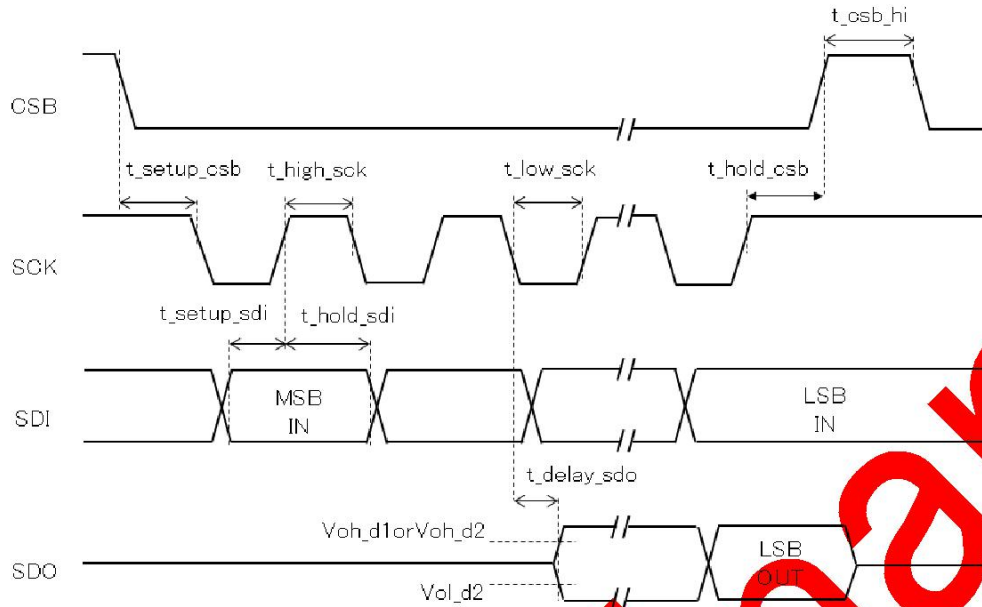 t_csb_hi
CSB
t_setup_csb
t_high_sck
t_low_sck
t_hold_csb
SCK
t_setup_sdi
t_hold_sdi
SDI
MSB
IN
LSB
IN
t_delay_sdo
Voh_d1orVoh_d2
SDO
LSB
OUT
Vol_d2